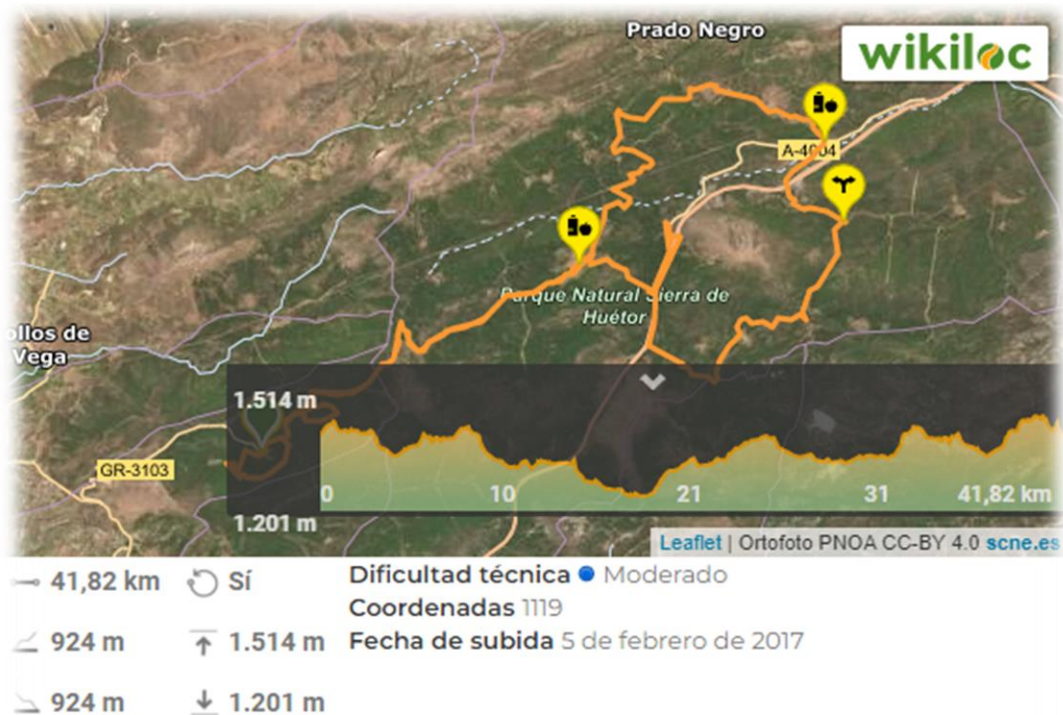 Prado Negro
wikiloc
A-4004
Parque Natural Sierra de
Huétor
ollos de
Vega
1.514 m
GR-3103
0 10 21 31 41,82 km
1.201 m
Leaflet | Ortofoto PNOA CC-BY 4.0 scne.es
41,82 km Sí Dificultad técnica Moderado
Coordenadas 1119
924 m 1.514 m Fecha de subida 5 de febrero de 2017
924 m 1.201 m